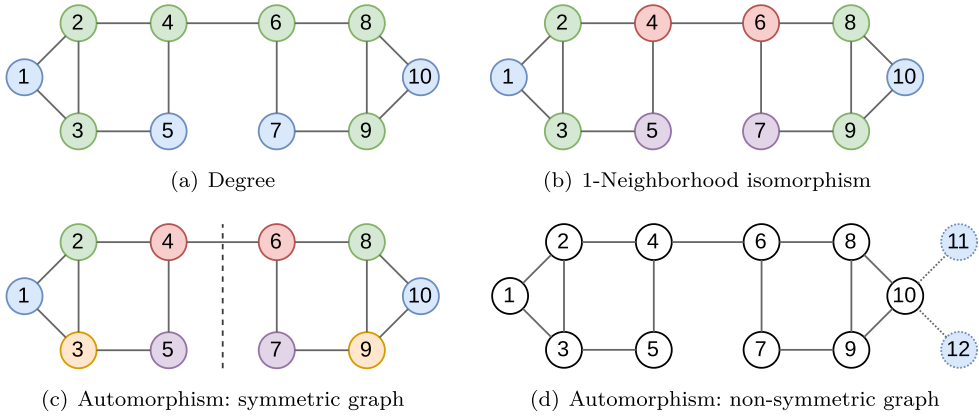 2 4 6 8
1 10
3 5 7 9
(a) Degree
2 4 6 8
1 10
3 5 7 9
(b) 1-Neighborhood isomorphism
2 4 6 8
1 10
3 5 7 9
(c) Automorphism: symmetric graph
2 4 6 8 11
1 10
3 5 7 9 12
(d) Automorphism: non-symmetric graph